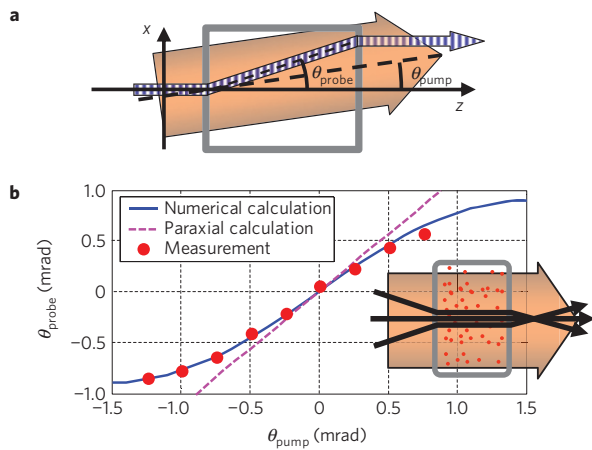 a
x
θprobe
θpump
z
b
1.0
Numerical calculation
Paraxial calculation
Measurement
0.5
0
−0.5
−1.0
θprobe (mrad)
−1.5
−1.0
−0.5
0
0.5
1.0
1.5
θpump (mrad)